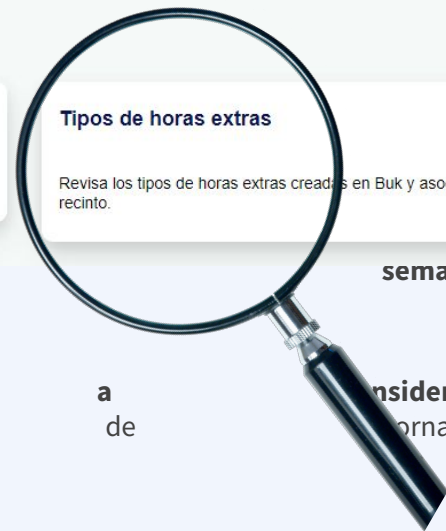 Tipos de horas extras
Revisa los tipos de horas extras creadas en Buk y aso
recinto.
sema
a nsider
de orna